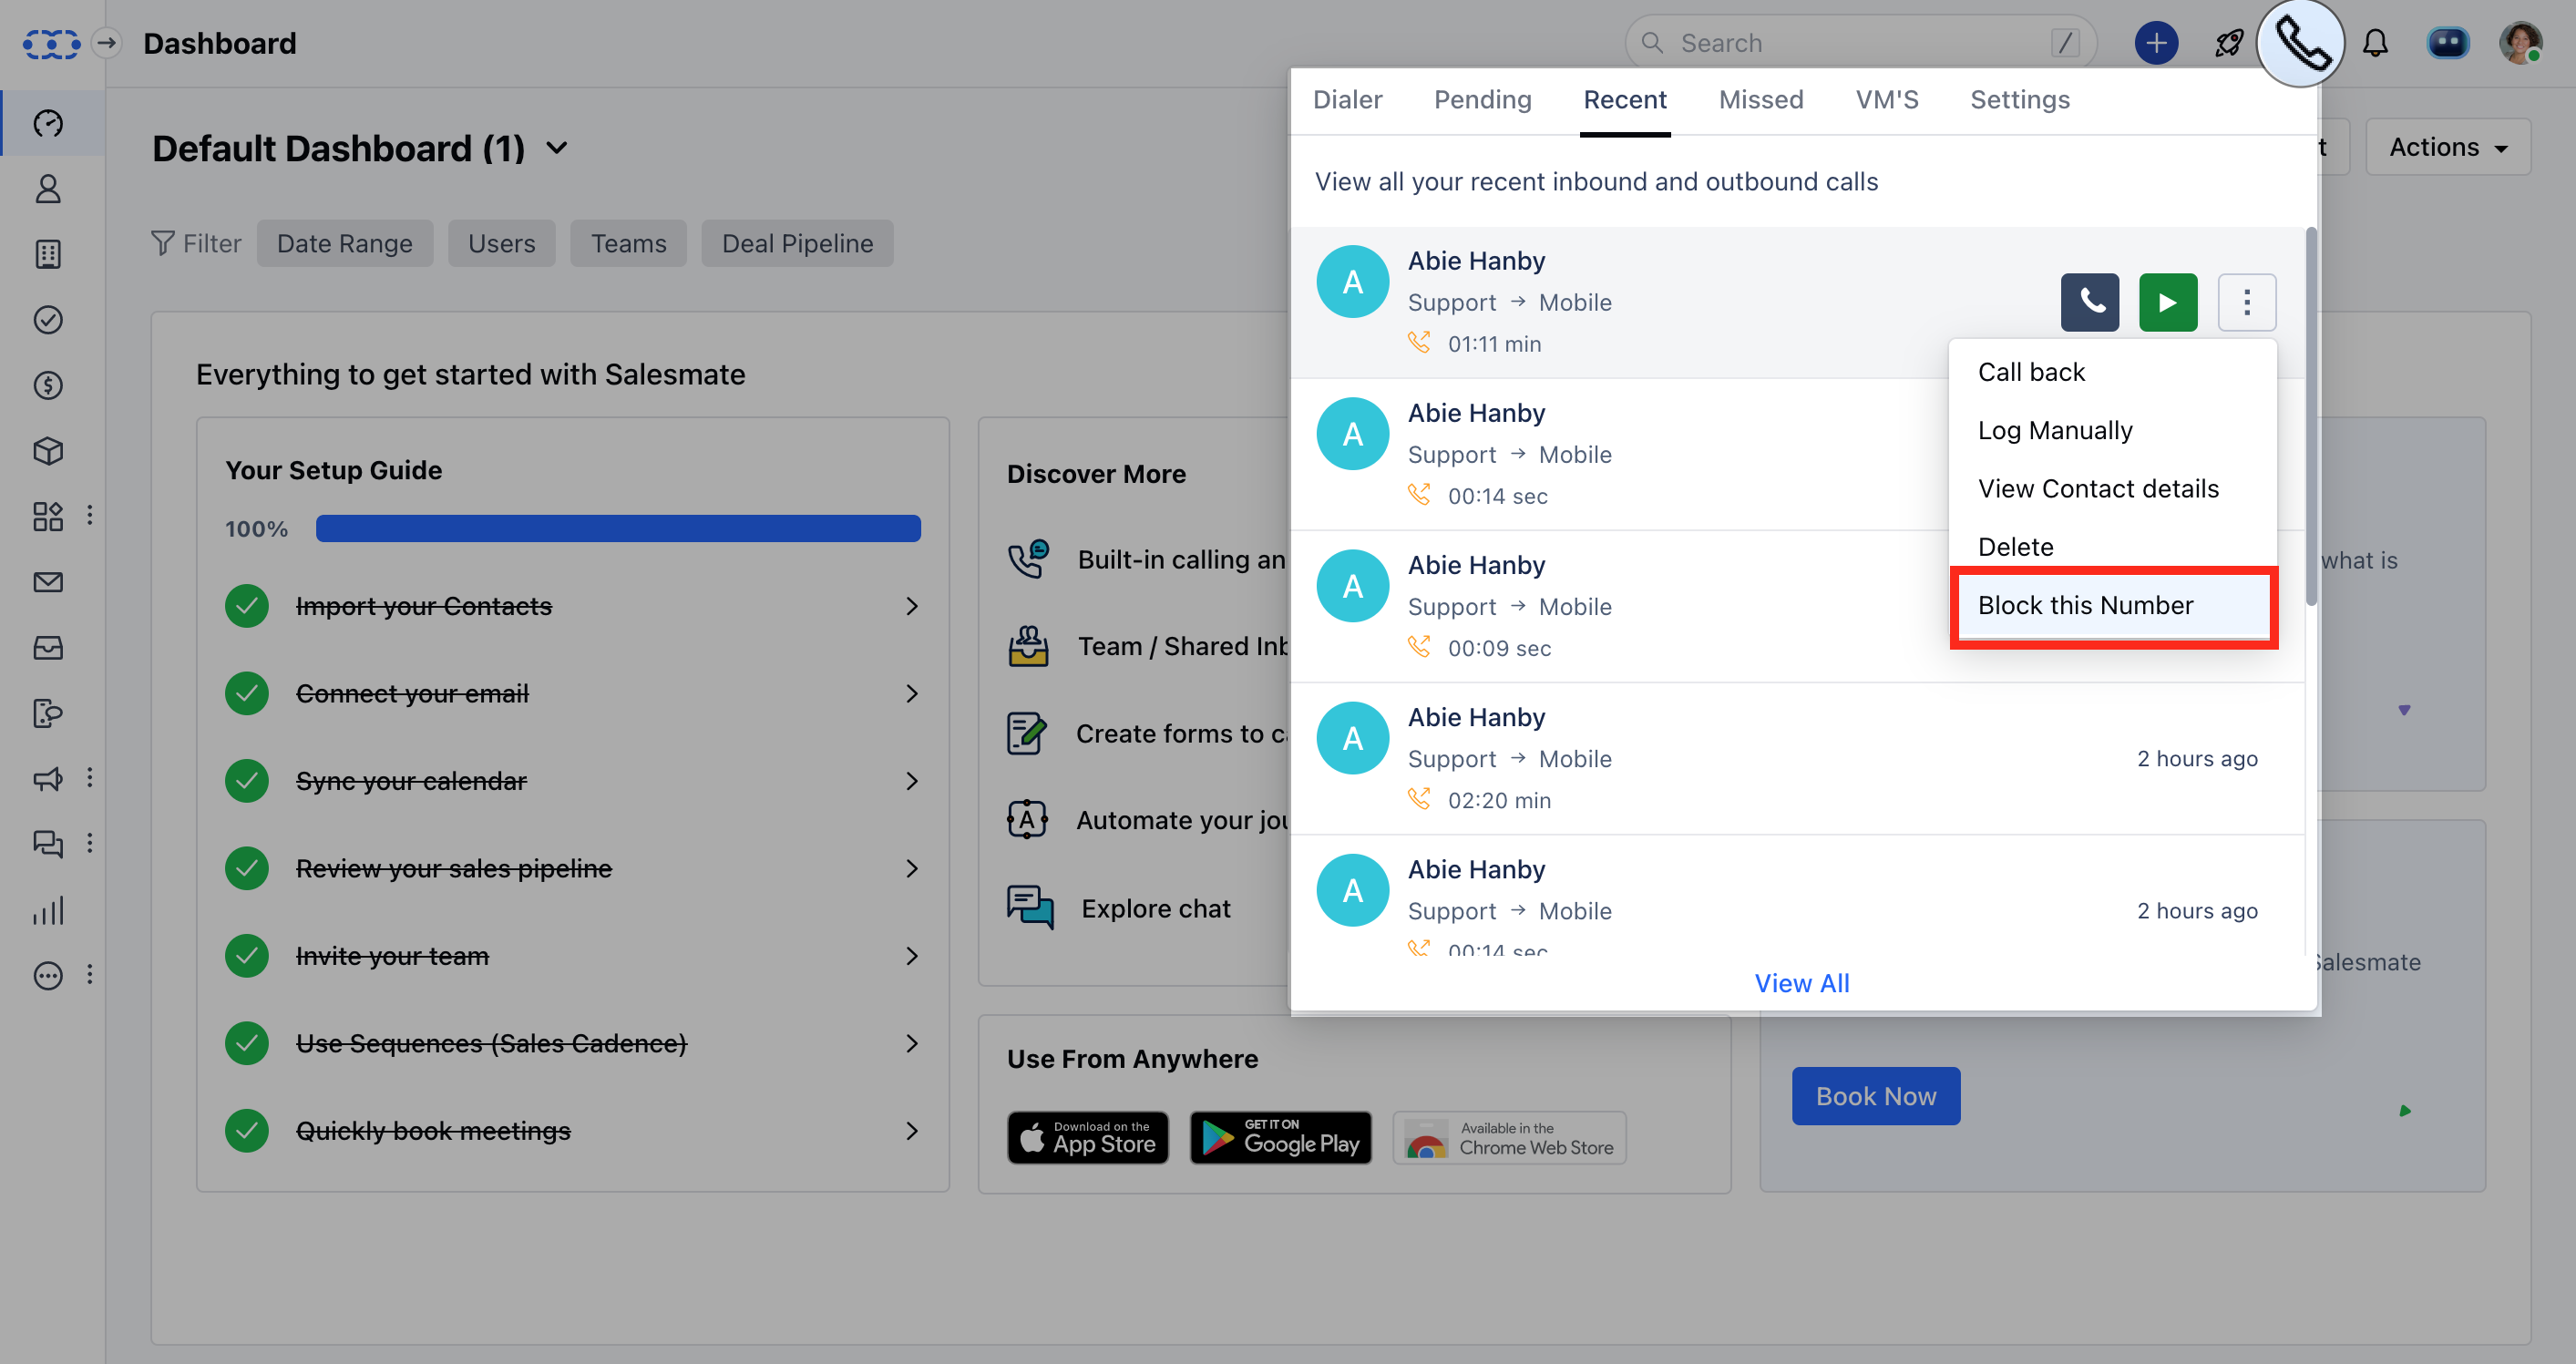 Dashboard
Search /
Default Dashboard (1)
Actions
Filter Date Range Users Teams Deal Pipeline
Everything to get started with Salesmate
Your Setup Guide
100%
Import your Contacts
Connect your email
Sync your calendar
Review your sales pipeline
Invite your team
Use Sequences (Sales Cadence)
Quickly book meetings
Discover More
Built-in calling an
Team / Shared Inb
Create forms to c
Automate your jou
Explore chat
Use From Anywhere
Download on the
App Store
GET IT ON
Google Play
Available in the
Chrome Web Store
what is
Salesmate
Book Now
Dialer Pending Recent Missed VM'S Settings
View all your recent inbound and outbound calls
A
Abie Hanby
Support → Mobile
01:11 min
A
Abie Hanby
Support → Mobile
00:14 sec
A
Abie Hanby
Support → Mobile
00:09 sec
A
Abie Hanby
Support → Mobile
2 hours ago
02:20 min
A
Abie Hanby
Support → Mobile
2 hours ago
00:14 sec
View All
Call back
Log Manually
View Contact details
Delete
Block this Number